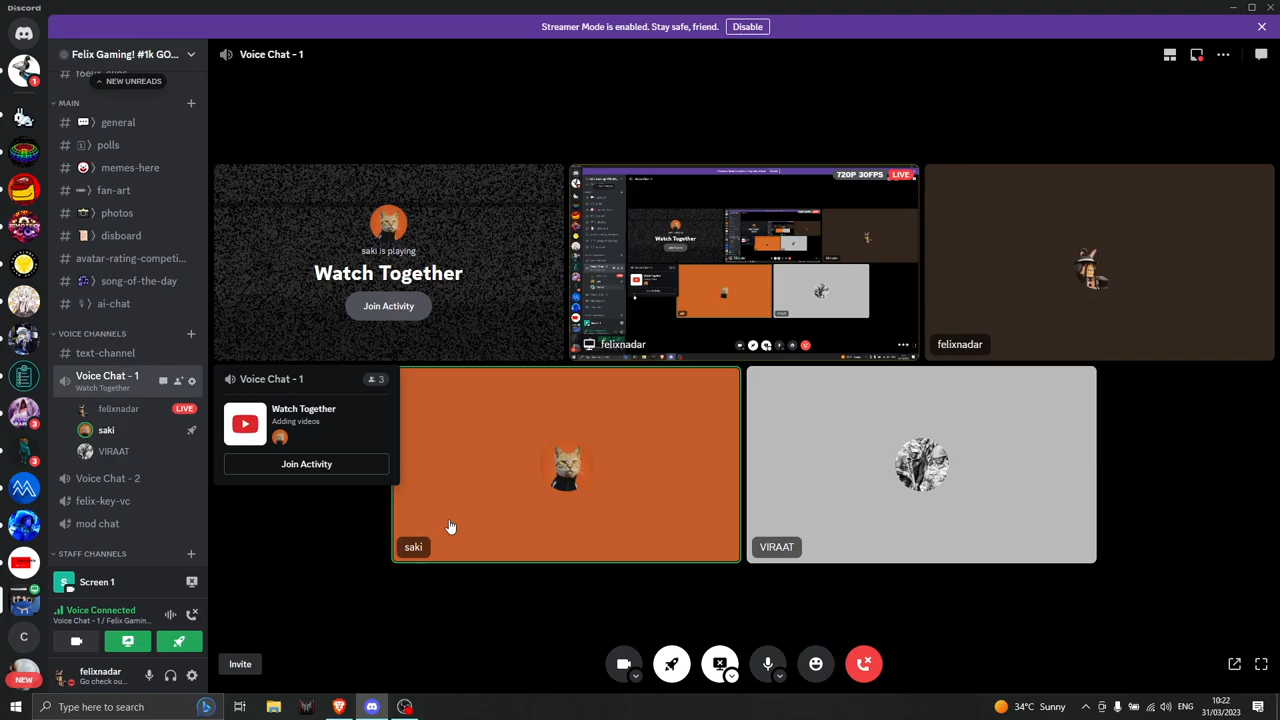 Discord
Streamer Mode is enabled. Stay safe, friend.
Disable
Felix Gaming! #1k GO...
Voice Chat - 1
NEW UNREADS
MAIN
general
polls
memes-here
fan-art
photos
disboard
avatar-rating-competi...
song-of-the-day
ai-chat
VOICE CHANNELS
text-channel
Voice Chat - 1
Watch Together
felixnadar
LIVE
saki
VIRAAT
Voice Chat - 2
felix-key-vc
mod chat
STAFF CHANNELS
Screen 1
Voice Connected
Voice Chat - 1 / Felix Gamin...
felixnadar
Go check ou...
1
3
3
C
NEW
saki is playing
Watch Together
Join Activity
720P 30FPS
LIVE
Watch Together
felixnadar
felixnadar
Voice Chat - 1
3
Watch Together
Adding videos
Join Activity
saki
VIRAAT
Invite
Type here to search
34°C Sunny
ENG
10:22
31/03/2023